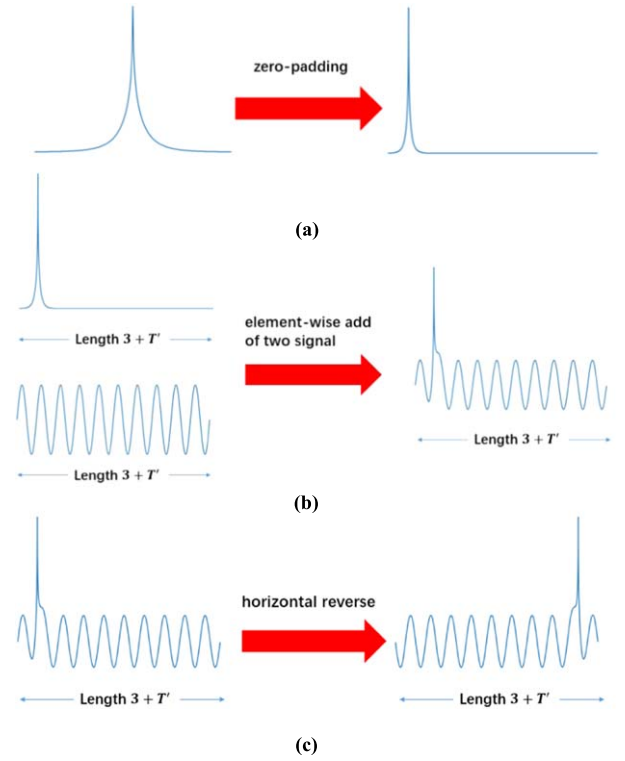 zero-padding
(a)
Length 3 + T′
element-wise add
of two signal
Length 3 + T′
Length 3 + T′
(b)
horizontal reverse
Length 3 + T′
Length 3 + T′
(c)